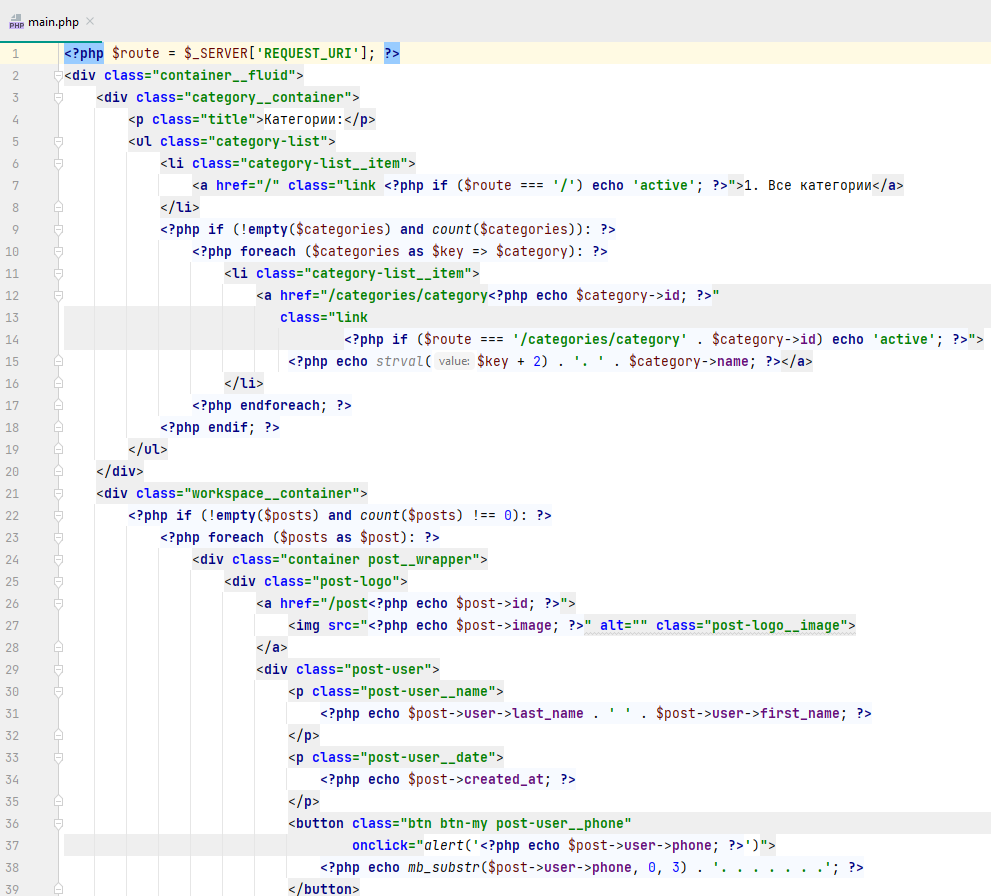 PHP main.php ×
1 <?php $route = $_SERVER['REQUEST_URI']; ?>
2 <div class="container__fluid">
3     <div class="category__container">
4         <p class="title">Категории:</p>
5         <ul class="category-list">
6             <li class="category-list__item">
7                 <a href="/" class="link <?php if ($route === '/') echo 'active'; ?>">1. Все категории</a>
8             </li>
9             <?php if (!empty($categories) and count($categories)): ?>
10                 <?php foreach ($categories as $key => $category): ?>
11                     <li class="category-list__item">
12                         <a href="/categories/category<?php echo $category->id; ?>"
13                            class="link
14                                    <?php if ($route === '/categories/category' . $category->id) echo 'active'; ?>">
15                             <?php echo strval( value: $key + 2) . '. ' . $category->name; ?></a>
16                     </li>
17                 <?php endforeach; ?>
18             <?php endif; ?>
19         </ul>
20     </div>
21     <div class="workspace__container">
22         <?php if (!empty($posts) and count($posts) !== 0): ?>
23             <?php foreach ($posts as $post): ?>
24                 <div class="container post__wrapper">
25                     <div class="post-logo">
26                         <a href="/post<?php echo $post->id; ?>">
27                             <img src="<?php echo $post->image; ?>" alt="" class="post-logo__image">
28                         </a>
29                         <div class="post-user">
30                             <p class="post-user__name">
31                                 <?php echo $post->user->last_name . ' ' . $post->user->first_name; ?>
32                             </p>
33                             <p class="post-user__date">
34                                 <?php echo $post->created_at; ?>
35                             </p>
36                             <button class="btn btn-my post-user__phone"
37                                     onclick="alert('<?php echo $post->user->phone; ?>')">
38                                 <?php echo mb_substr($post->user->phone, 0, 3) . '. . . . . . .'; ?>
39                             </button>